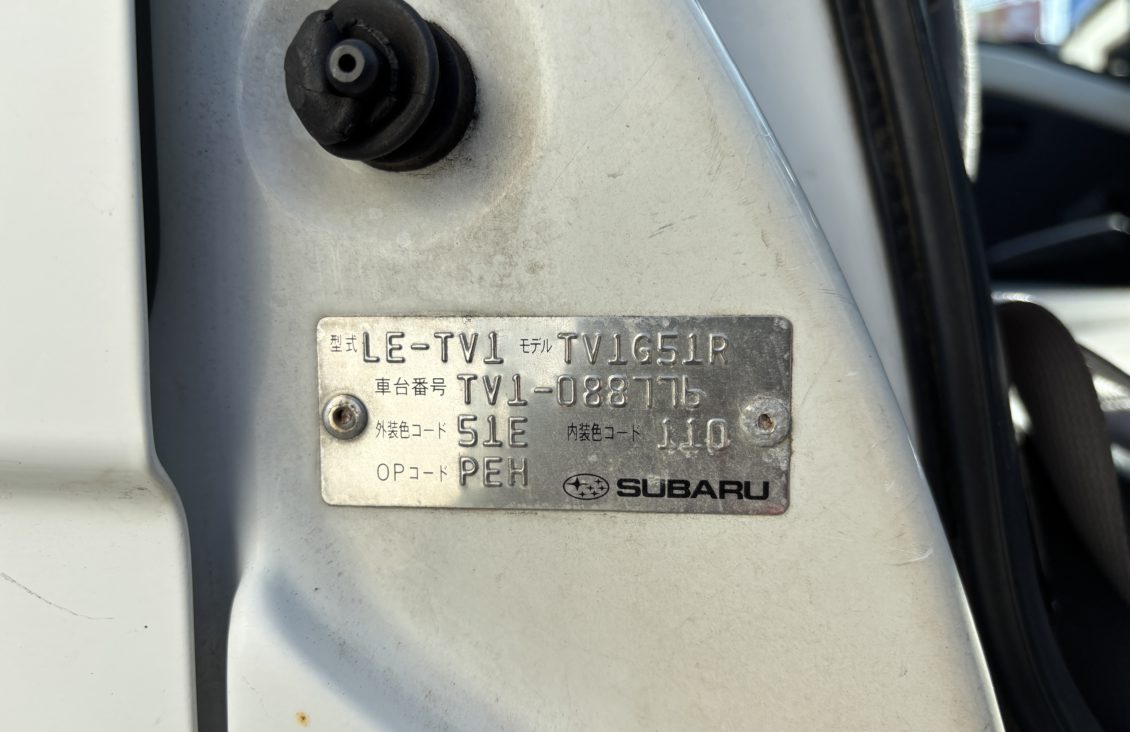 型式 LE-TV1 モデル TV1G51R
車台番号 TV1-088776
外装色コード 51E 内装色コード 110
OPコード PEH SUBARU